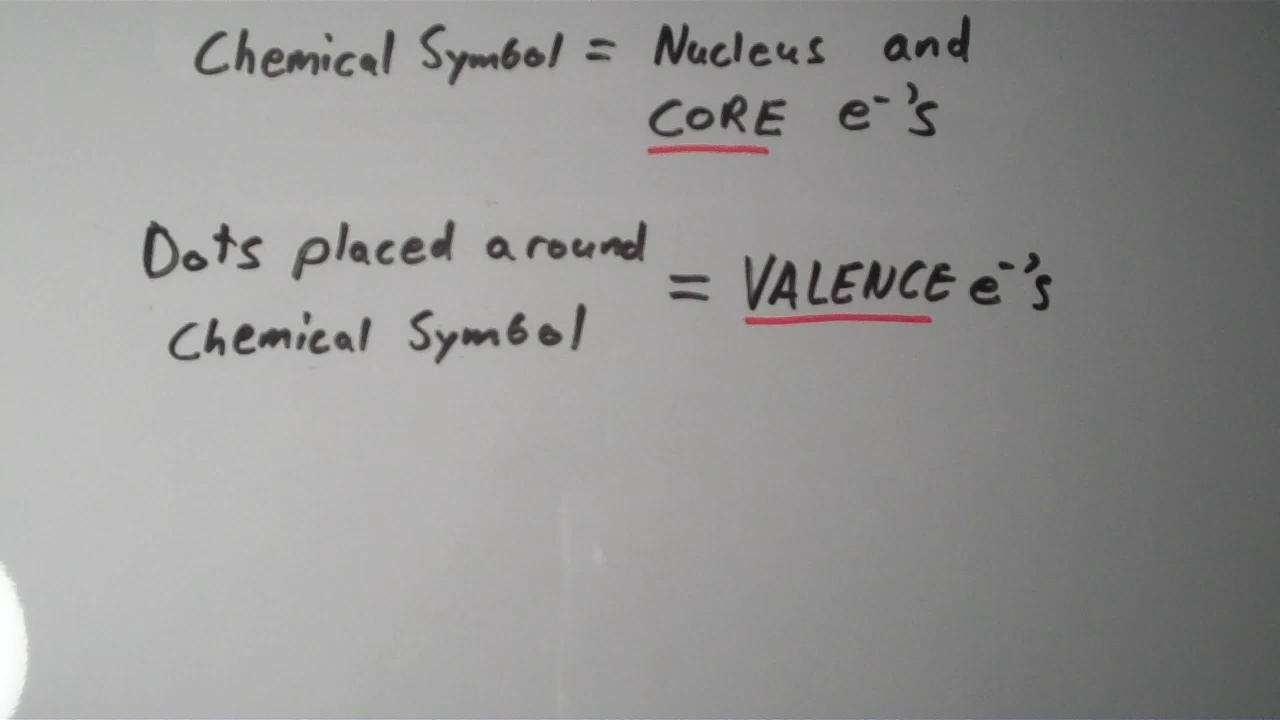 Chemical Symbol = Nucleus and
CORE e⁻'s
Dots placed around
Chemical Symbol
= VALENCE e⁻'s